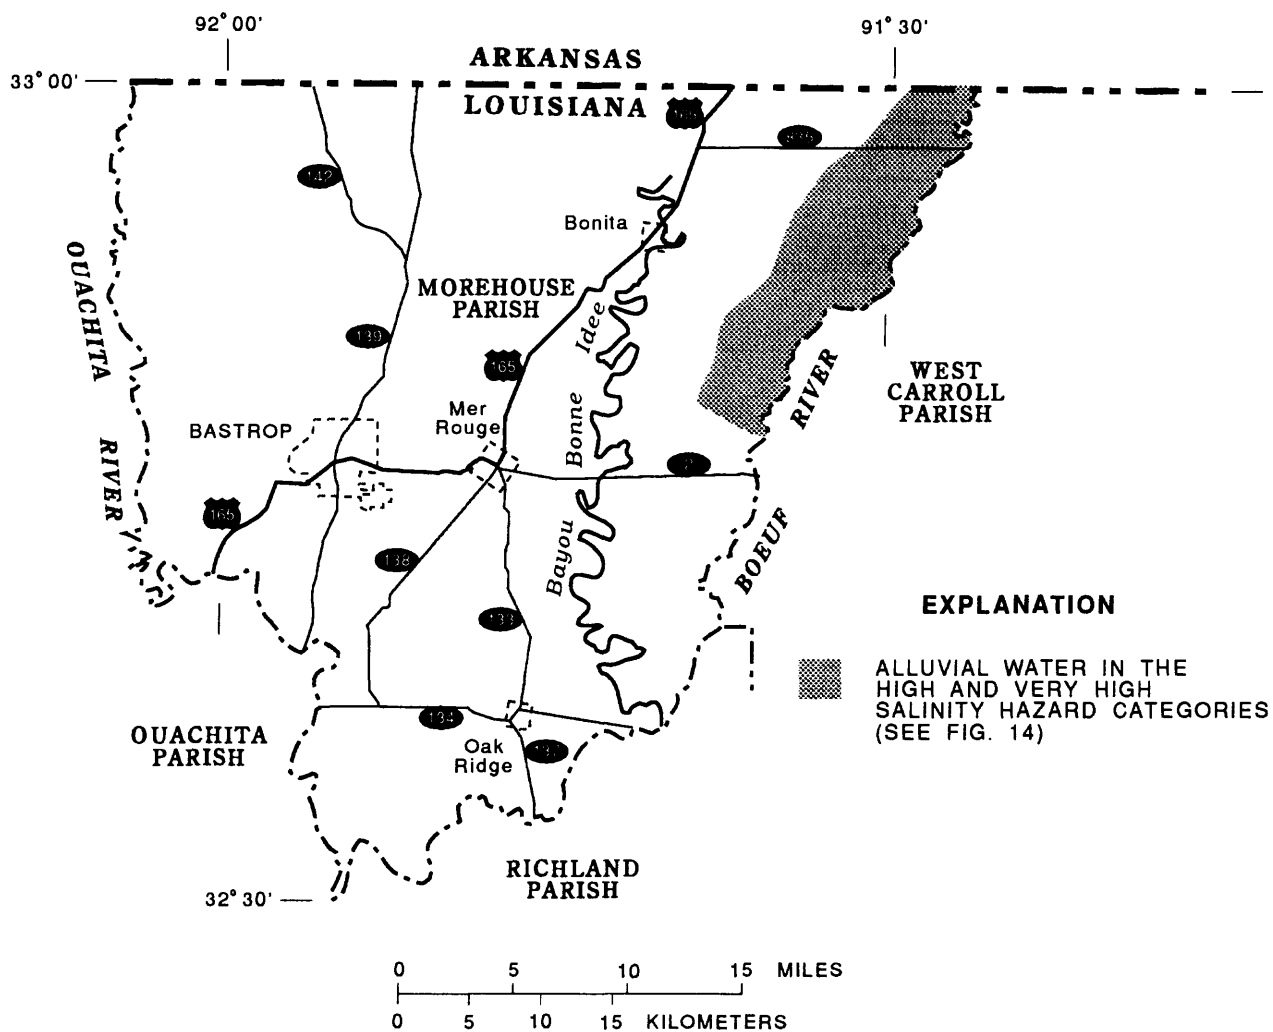 92°00'
91°30'
33°00'
ARKANSAS
LOUISIANA
165
142
Bonita
OUACHITA RIVER
MOREHOUSE
PARISH
139
Idee
165
WEST
CARROLL
PARISH
RIVER
Mer
Rouge
BASTROP
Bonne
2
165
138
Bayou
BOEUF
133
EXPLANATION
ALLUVIAL WATER IN THE
HIGH AND VERY HIGH
SALINITY HAZARD CATEGORIES
(SEE FIG. 14)
134
OUACHITA
PARISH
Oak
Ridge
RICHLAND
PARISH
32°30'
0 5 10 15 MILES
0 5 10 15 KILOMETERS